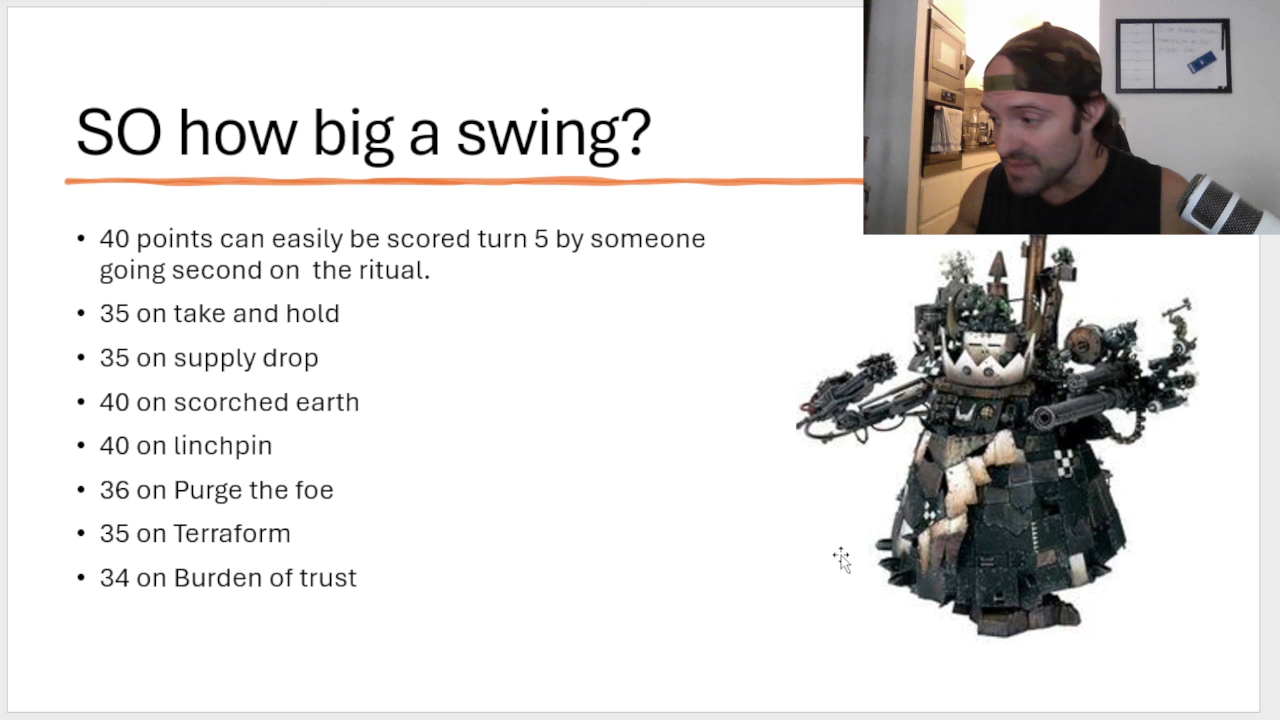 SO how big a swing?
• 40 points can easily be scored turn 5 by someone
going second on  the ritual.
• 35 on take and hold
• 35 on supply drop
• 40 on scorched earth
• 40 on linchpin
• 36 on Purge the foe
• 35 on Terraform
• 34 on Burden of trust